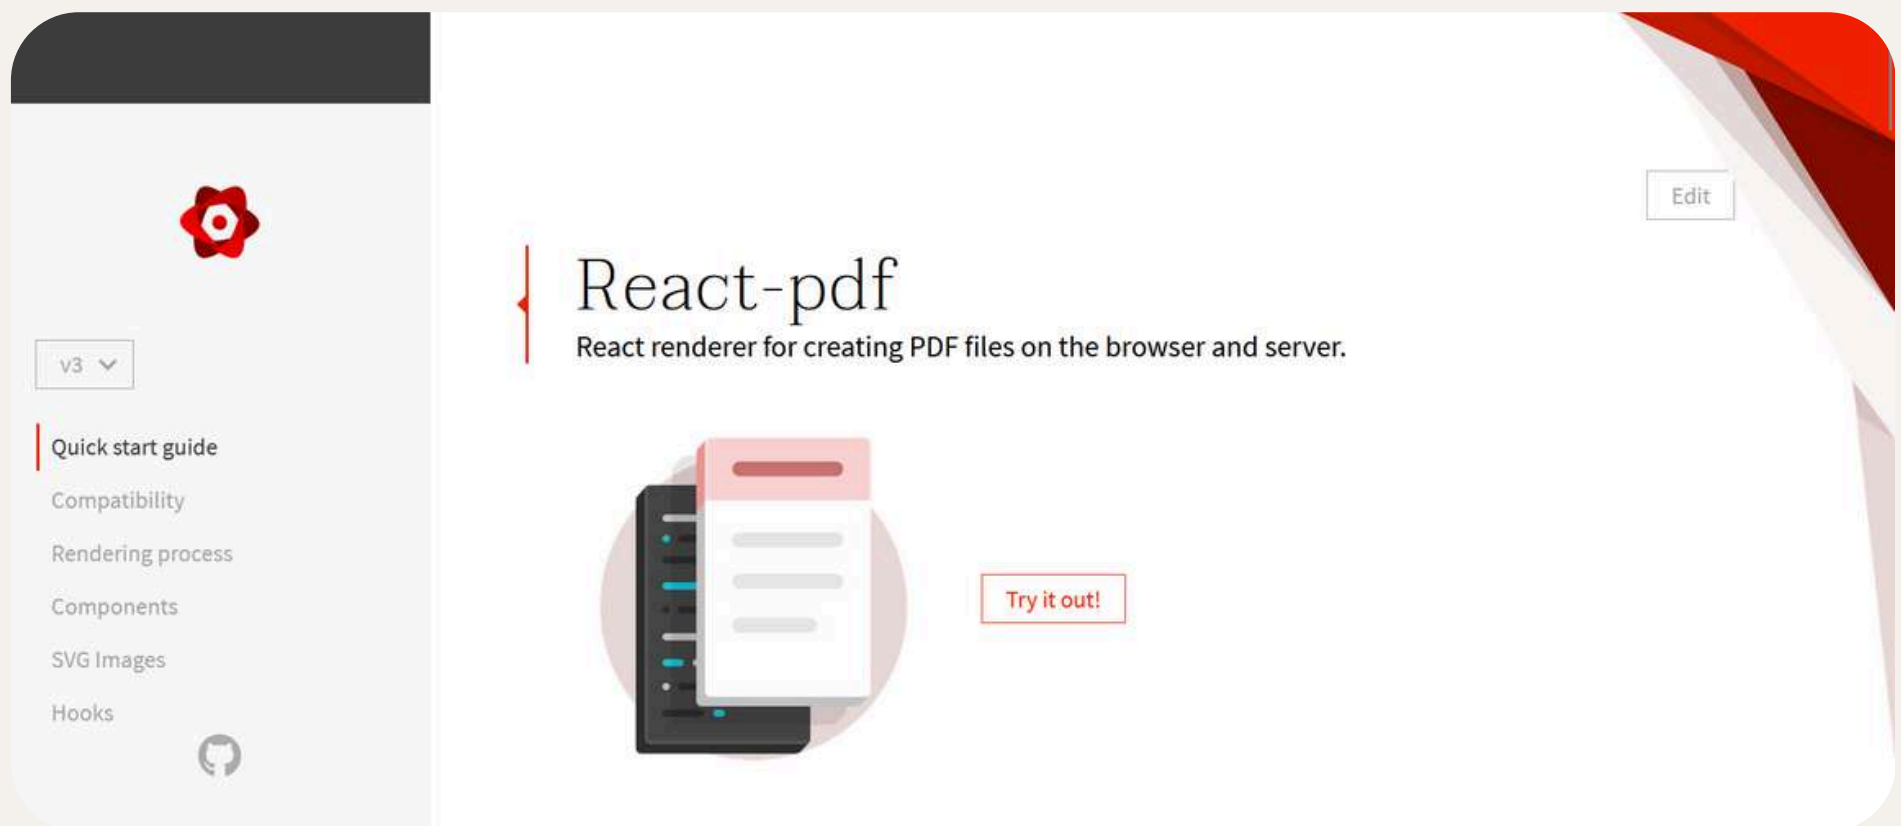 v3
Quick start guide
Compatibility
Rendering process
Components
SVG Images
Hooks
Edit
React-pdf
React renderer for creating PDF files on the browser and server.
Try it out!